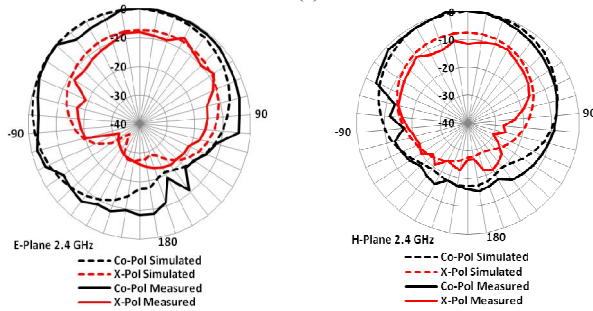 0
-10
-20
-30
-40
90
-90
180
E-Plane 2.4 GHz
Co-Pol Simulated
X-Pol Simulated
Co-Pol Measured
X-Pol Measured
0
-10
-20
-30
-40
90
-90
180
H-Plane 2.4 GHz
Co-Pol Simulated
X-Pol Simulated
Co-Pol Measured
X-Pol Measured